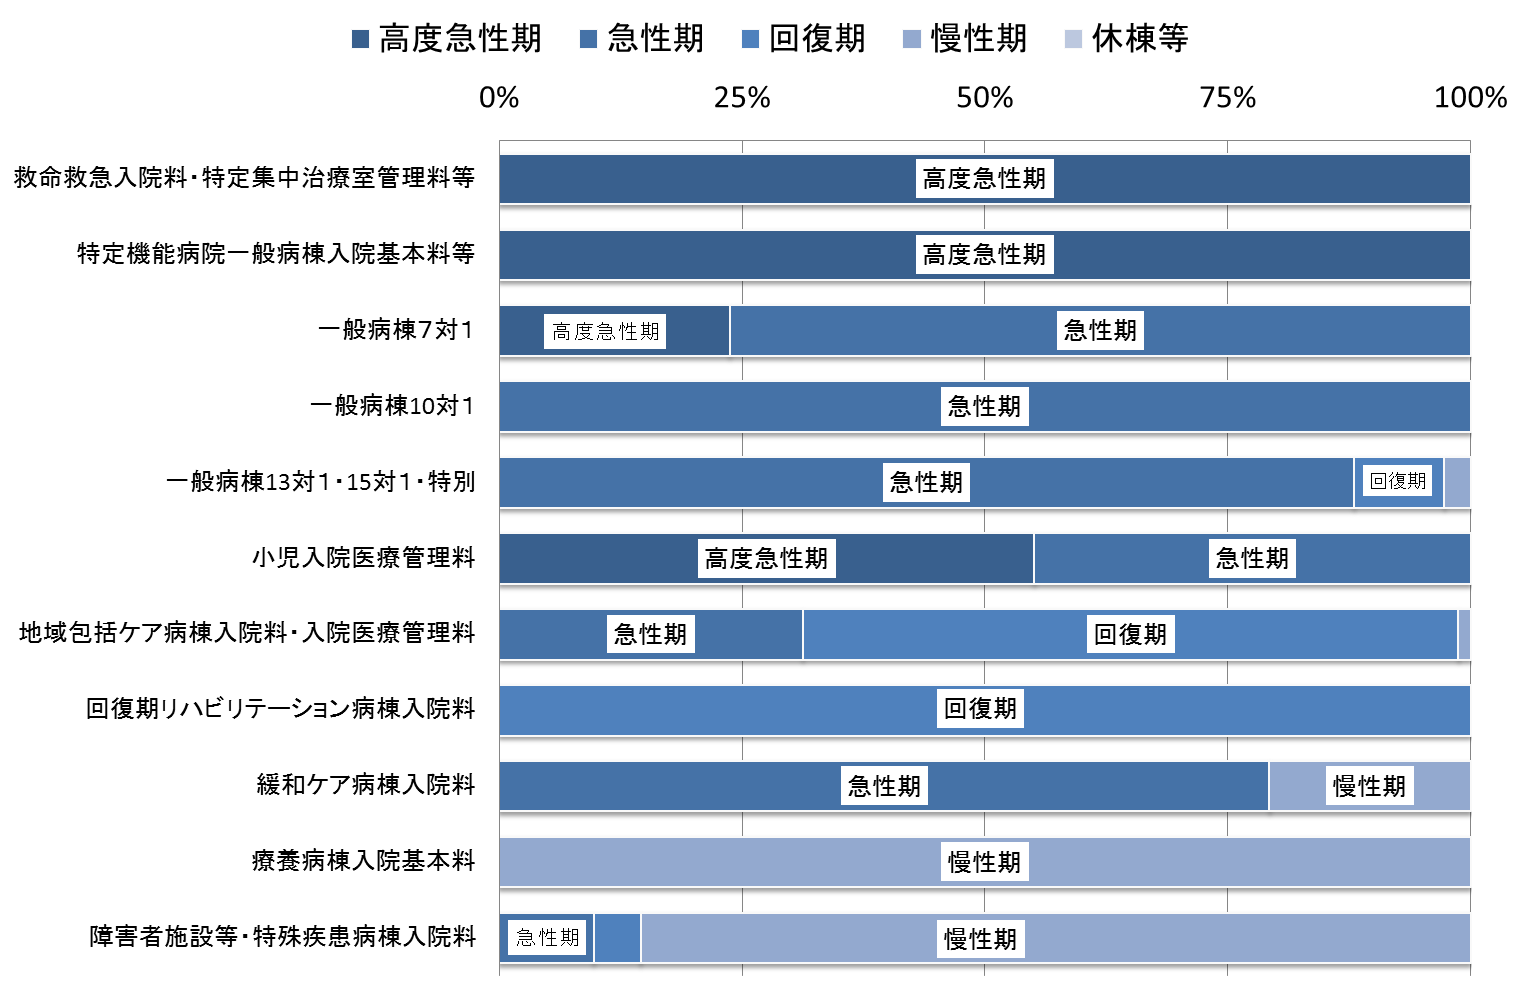 高度急性期 急性期 回復期 慢性期 休棟等
0% 25% 50% 75% 100%
救命救急入院料・特定集中治療室管理料等 高度急性期
特定機能病院一般病棟入院基本料等 高度急性期
一般病棟７対１ 高度急性期 急性期
一般病棟10対１ 急性期
一般病棟13対１・15対１・特別 急性期 回復期
小児入院医療管理料 高度急性期 急性期
地域包括ケア病棟入院料・入院医療管理料 急性期 回復期
回復期リハビリテーション病棟入院料 回復期
緩和ケア病棟入院料 急性期 慢性期
療養病棟入院基本料 慢性期
障害者施設等・特殊疾患病棟入院料 急性期 慢性期